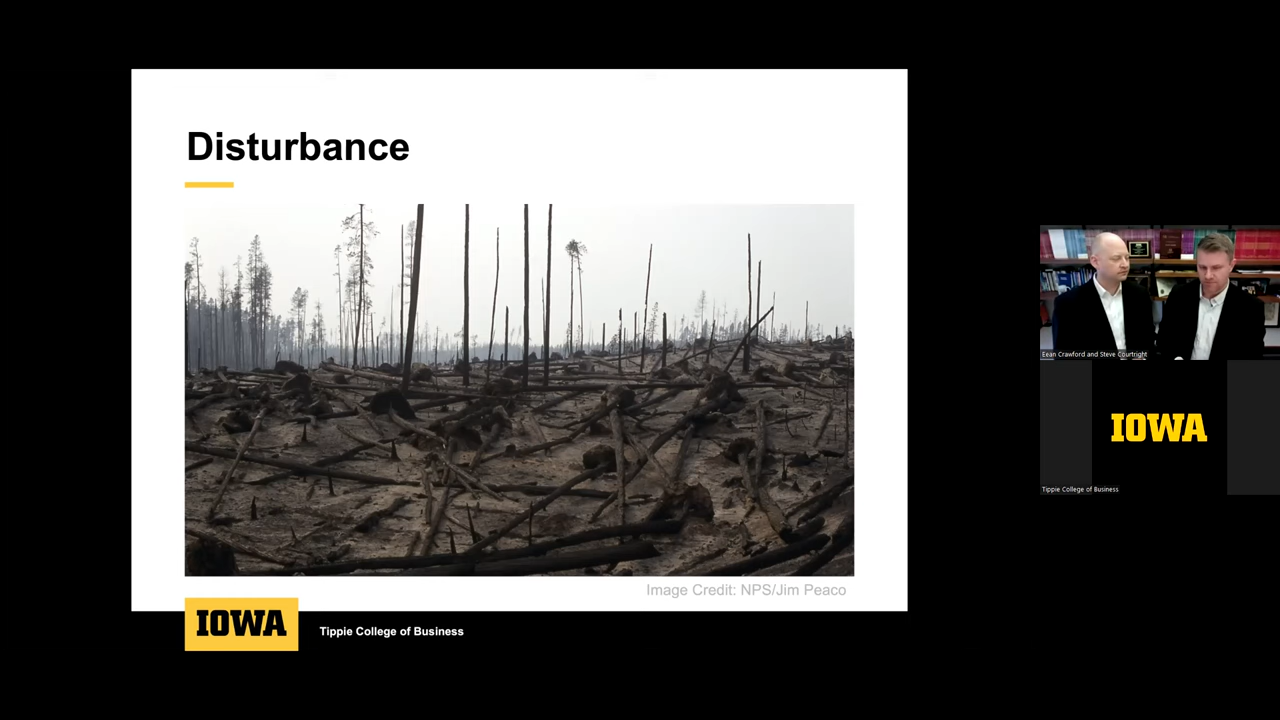 Disturbance
Image Credit: NPS/Jim Peaco
IOWA
Tippie College of Business
Eean Crawford and Steve Courtright
IOWA
Tippie College of Business